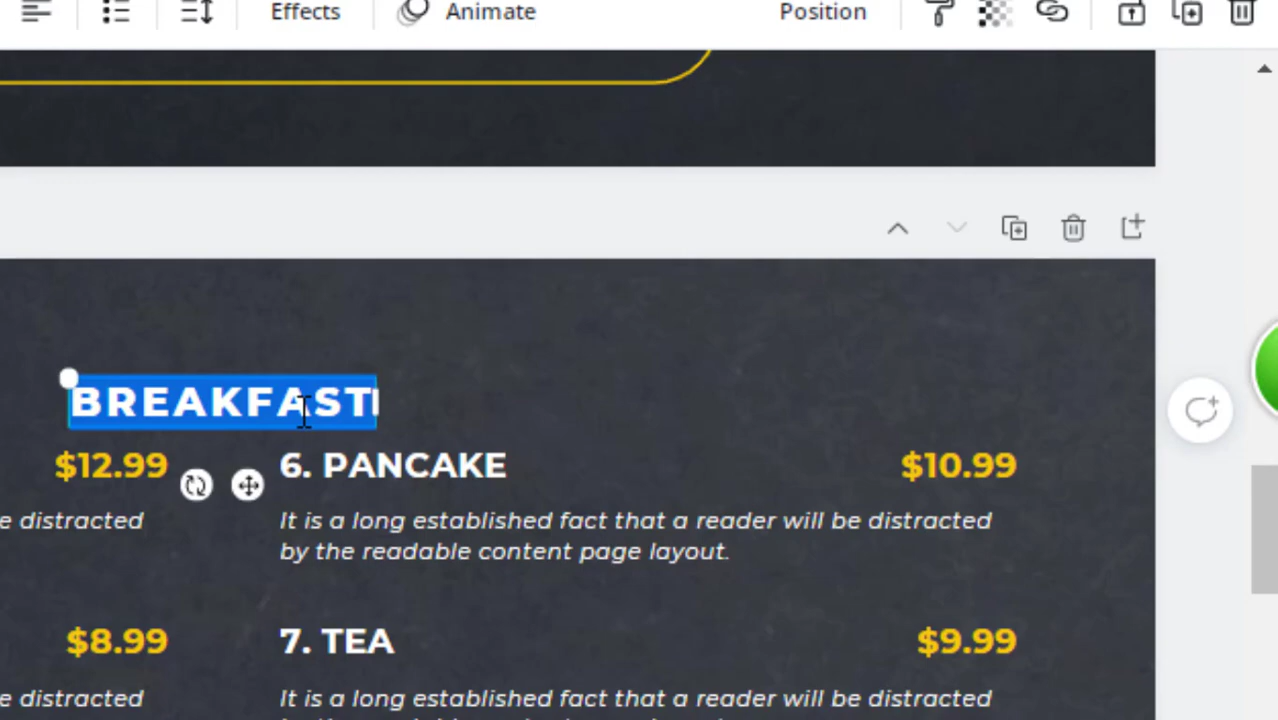 Effects Animate Position
BREAKFAST
$12.99 6. PANCAKE $10.99
e distracted It is a long established fact that a reader will be distracted
by the readable content page layout.
$8.99 7. TEA $9.99
e distracted It is a long established fact that a reader will be distracted